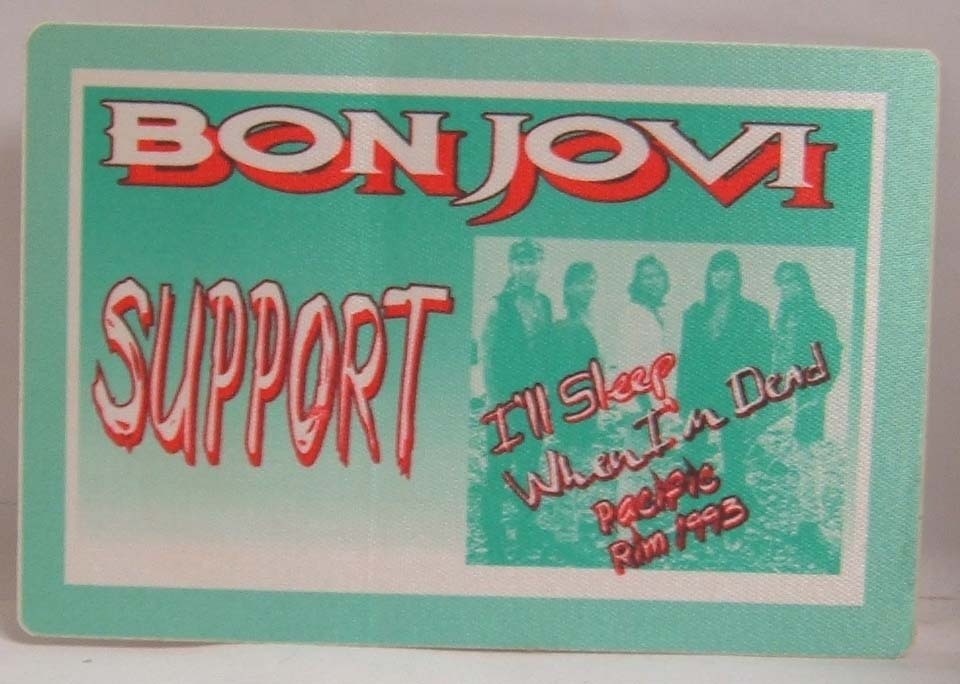 BON JOVI
SUPPORT
I'll Sleep
When I'm Dead
Pacific
Rim 1993